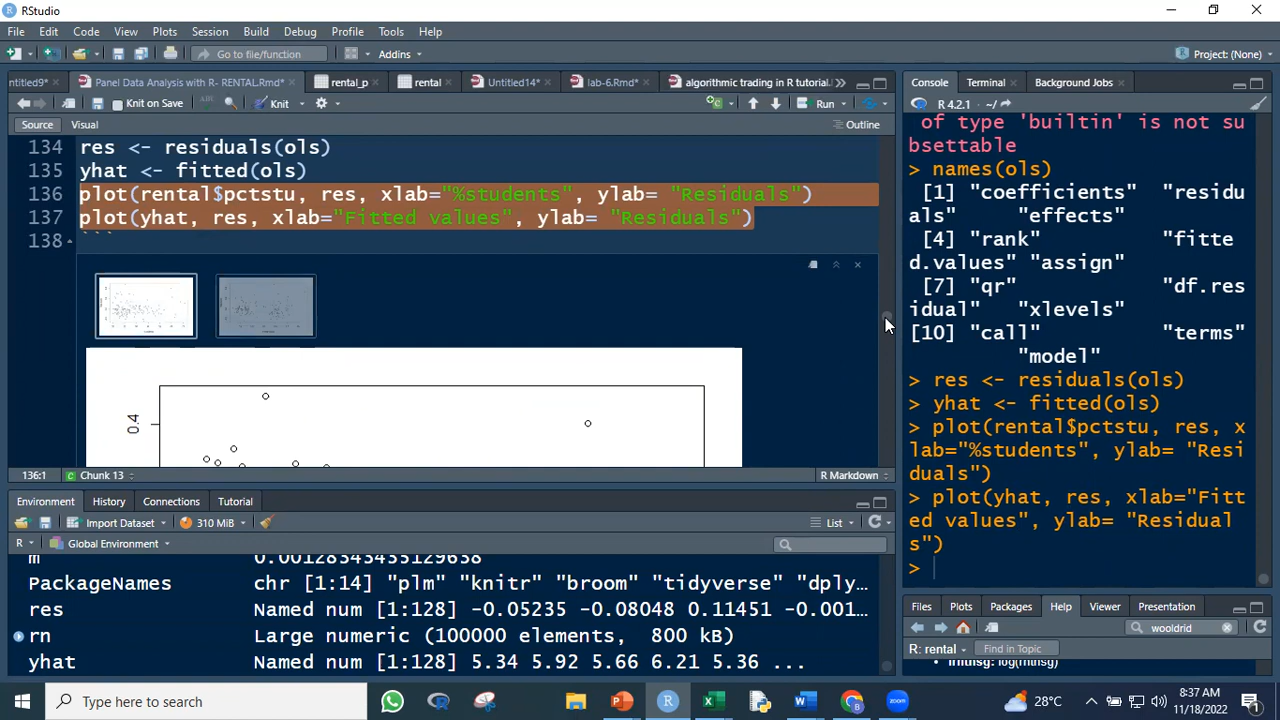 RStudio
File Edit Code View Plots Session Build Debug Profile Tools Help
Go to file/function Addins Project: (None)
ntitled9* Panel Data Analysis with R- RENTAL.Rmd* rental_p rental Untitled14* lab-6.Rmd* algorithmic trading in R tutorial.
Knit on Save Knit Run
Source Visual Outline
134 res <- residuals(ols)
135 yhat <- fitted(ols)
136 plot(rental$pctstu, res, xlab="%students", ylab= "Residuals")
137 plot(yhat, res, xlab="Fitted values", ylab= "Residuals")
138 ```
0.4
136:1 Chunk 13 R Markdown
Environment History Connections Tutorial
Import Dataset 310 MiB List
R Global Environment
m 0.00128343435129638
PackageNames chr [1:14] "plm" "knitr" "broom" "tidyverse" "dply…
res Named num [1:128] -0.05235 -0.08048 0.11451 -0.001…
rn Large numeric (100000 elements, 800 kB)
yhat Named num [1:128] 5.34 5.92 5.66 6.21 5.36 ...
Console Terminal Background Jobs
R 4.2.1 · ~/
of type 'builtin' is not su
bsettable
> names(ols)
[1] "coefficients" "resid
uals" "effects"
[4] "rank" "fitte
d.values" "assign"
[7] "qr" "df.res
idual" "xlevels"
[10] "call" "terms"
"model"
> res <- residuals(ols)
> yhat <- fitted(ols)
> plot(rental$pctstu, res, x
lab="%students", ylab= "Resi
duals")
> plot(yhat, res, xlab="Fitt
ed values", ylab= "Residual
s")
>
Files Plots Packages Help Viewer Presentation
wooldrid
R: rental Find in Topic
Type here to search
28°C
8:37 AM
11/18/2022
1
zoom